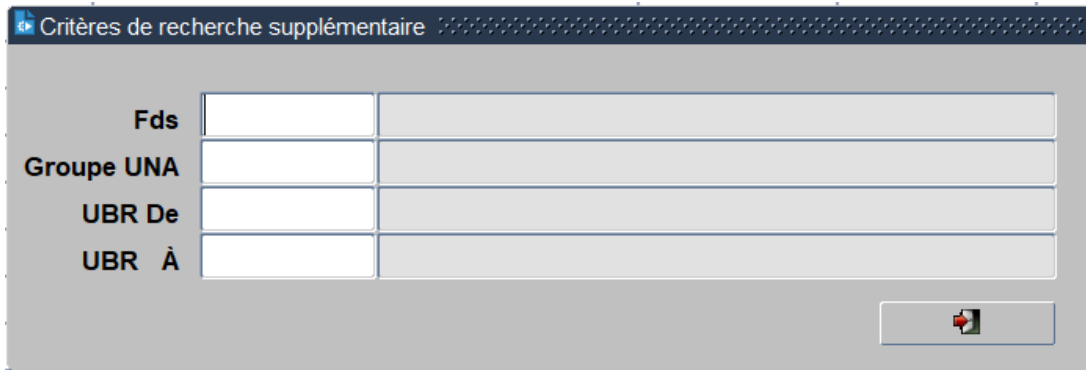 Critères de recherche supplémentaire
Fds
Groupe UNA
UBR De
UBR À